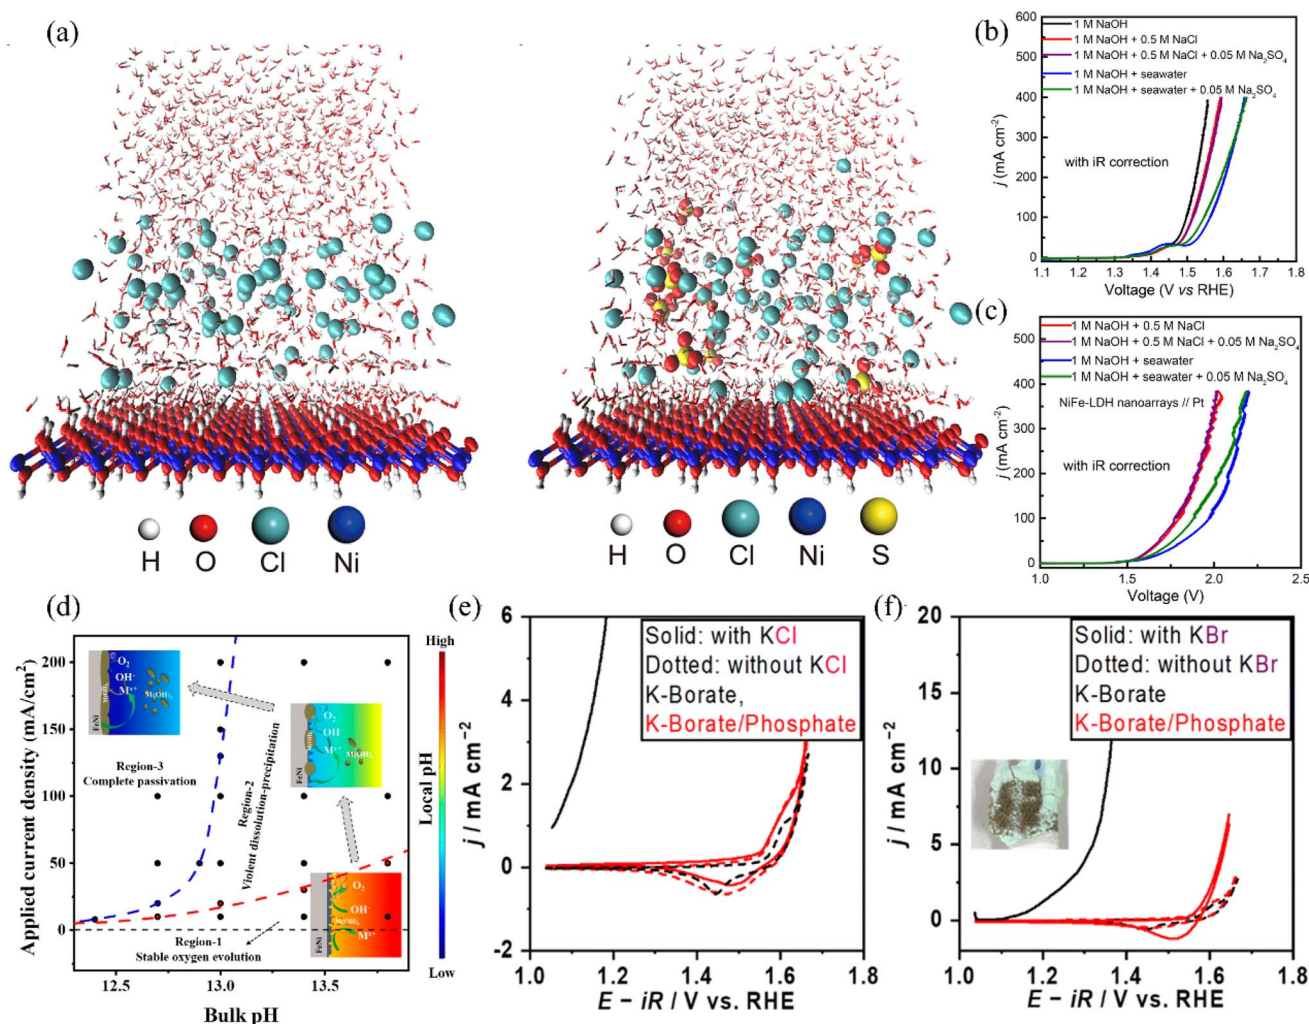 (a)
H
O
Cl
Ni
H
O
Cl
Ni
S
(b)
600
500
400
300
200
100
0
j (mA cm⁻²)
1 M NaOH
1 M NaOH + 0.5 M NaCl
1 M NaOH + 0.5 M NaCl + 0.05 M Na₂SO₄
1 M NaOH + seawater
1 M NaOH + seawater + 0.05 M Na₂SO₄
with iR correction
1.1 1.2 1.3 1.4 1.5 1.6 1.7 1.8
Voltage (V vs RHE)
(c)
500
400
300
200
100
0
j (mA cm⁻²)
1 M NaOH + 0.5 M NaCl
1 M NaOH + 0.5 M NaCl + 0.05 M Na₂SO₄
1 M NaOH + seawater
1 M NaOH + seawater + 0.05 M Na₂SO₄
NiFe-LDH nanoarrays // Pt
with iR correction
1.0 1.5 2.0 2.5
Voltage (V)
(d)
Applied current density (mA/cm²)
200
150
100
50
0
O₂
OH⁻
FeNi
Region-3
Complete passivation
Region-2
Violent dissolution-precipitation
O₂
OH⁻
FeNi
Region-1
Stable oxygen evolution
O₂
OH⁻
FeNi
12.5 13.0 13.5
Bulk pH
High
Local pH
Low
(e)
6
4
2
0
-2
j / mA cm⁻²
Solid: with KCl
Dotted: without KCl
K-Borate,
K-Borate/Phosphate
1.0 1.2 1.4 1.6 1.8
E − iR / V vs. RHE
(f)
20
15
10
5
0
j / mA cm⁻²
Solid: with KBr
Dotted: without KBr
K-Borate
K-Borate/Phosphate
1.0 1.2 1.4 1.6 1.8
E − iR / V vs. RHE